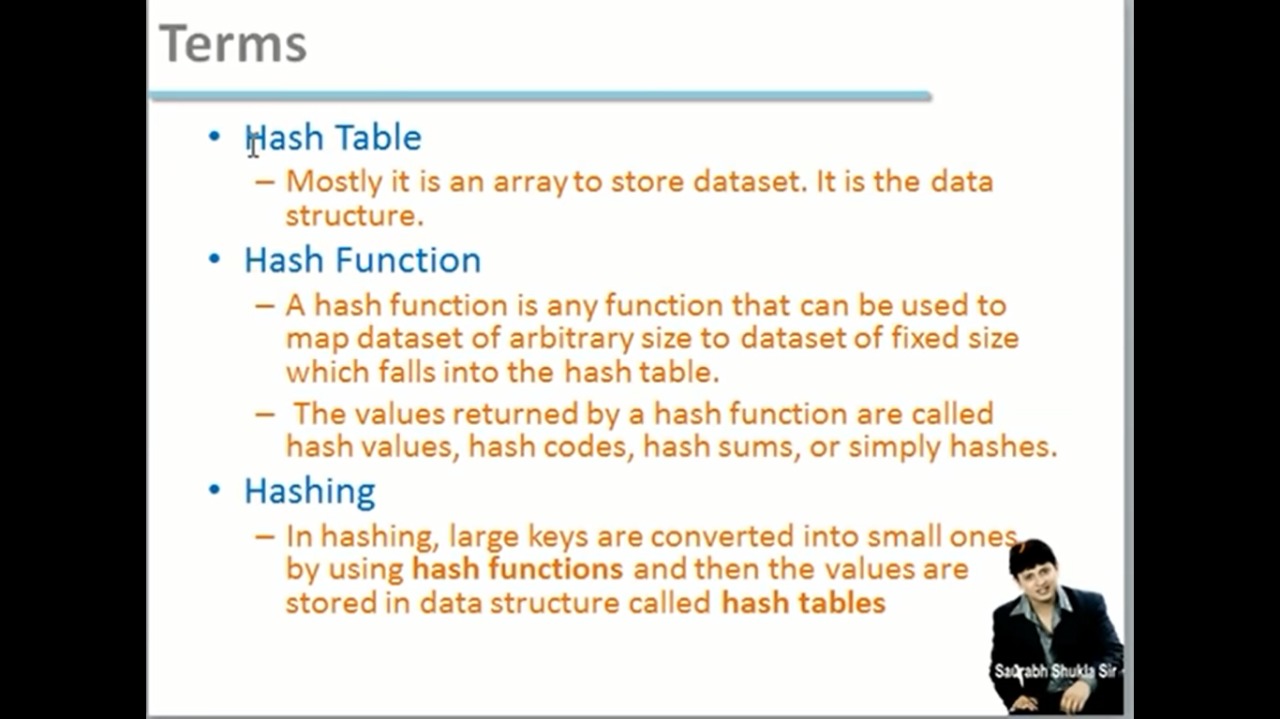 Terms
• Hash Table
– Mostly it is an array to store dataset. It is the data
structure.
• Hash Function
– A hash function is any function that can be used to
map dataset of arbitrary size to dataset of fixed size
which falls into the hash table.
– The values returned by a hash function are called
hash values, hash codes, hash sums, or simply hashes.
• Hashing
– In hashing, large keys are converted into small ones,
by using hash functions and then the values are
stored in data structure called hash tables
Saurabh Shukla Sir